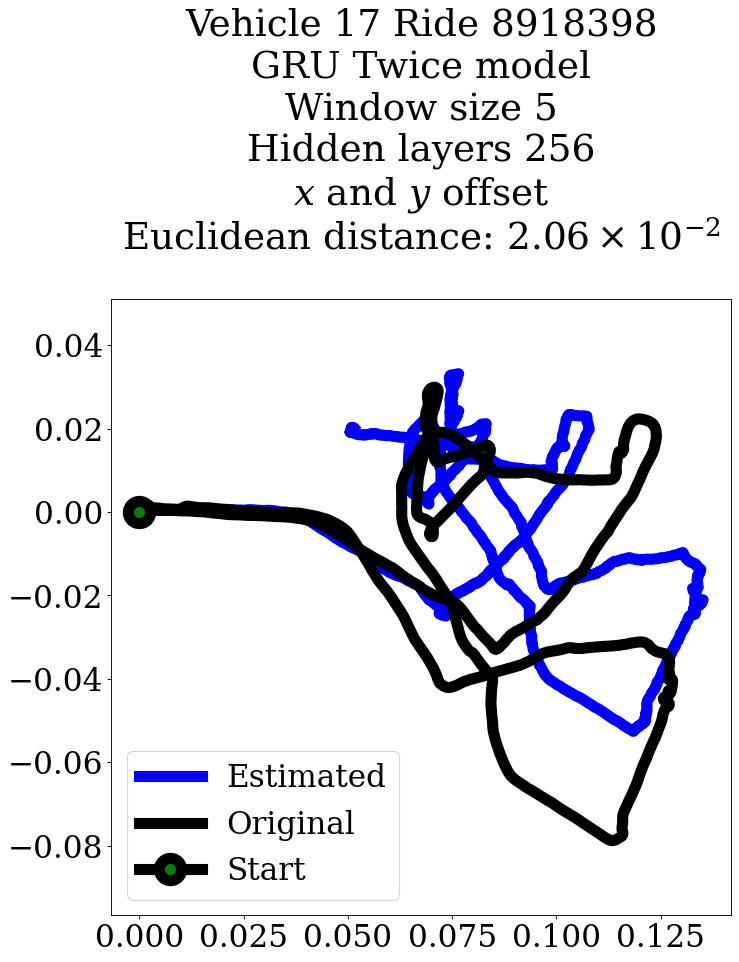 Vehicle 17 Ride 8918398
GRU Twice model
Window size 5
Hidden layers 256
x and y offset
Euclidean distance: 2.06 × 10⁻²
0.04
0.02
0.00
−0.02
−0.04
−0.06
−0.08
Estimated
Original
Start
0.000 0.025 0.050 0.075 0.100 0.125